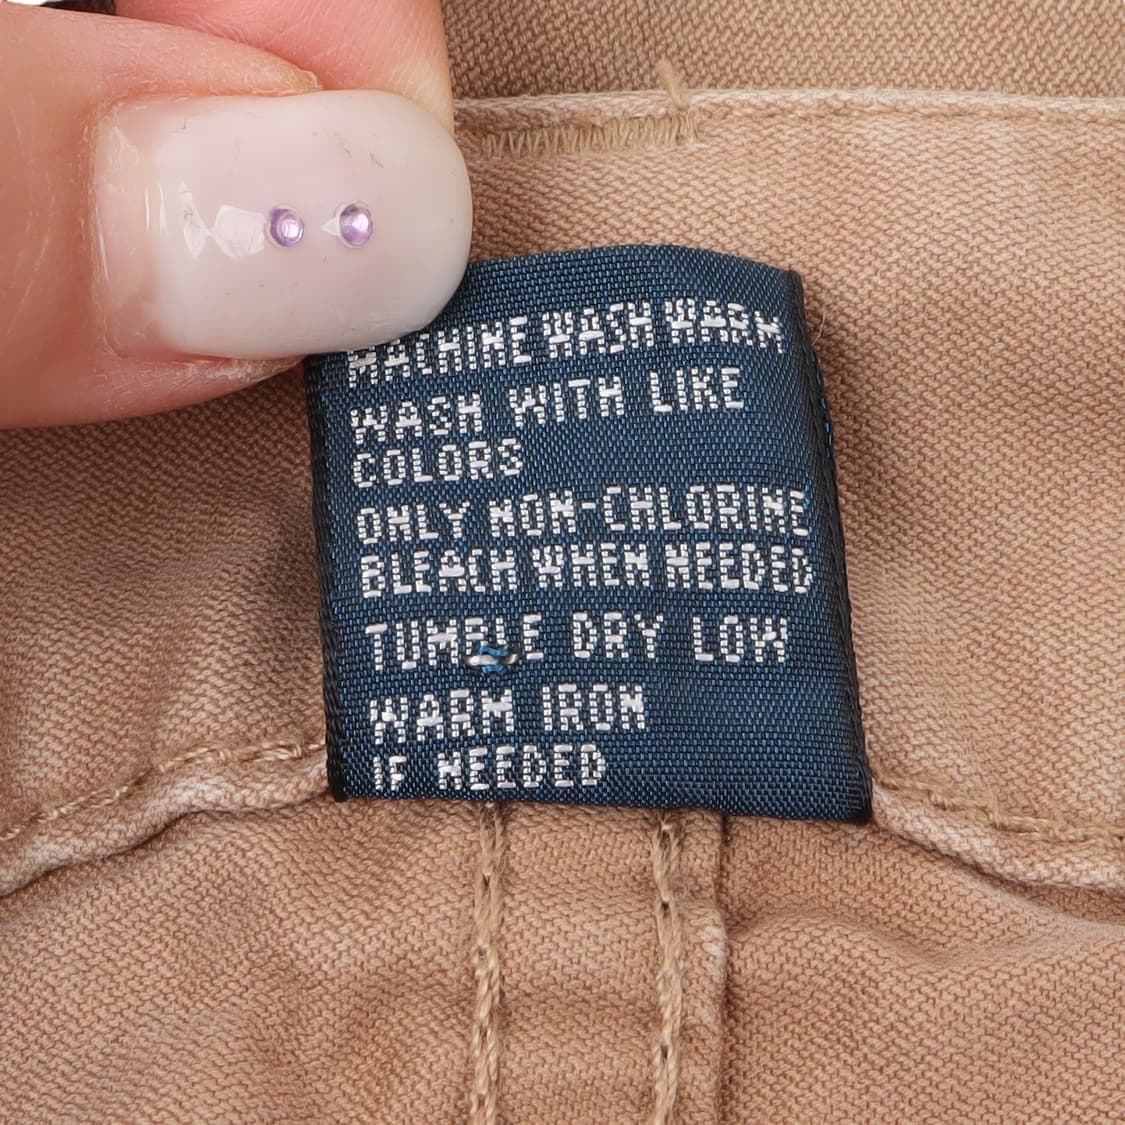 MACHINE WASH WARM
WASH WITH LIKE
COLORS
ONLY NON-CHLORINE
BLEACH WHEN NEEDED
TUMBLE DRY LOW
WARM IRON
IF NEEDED